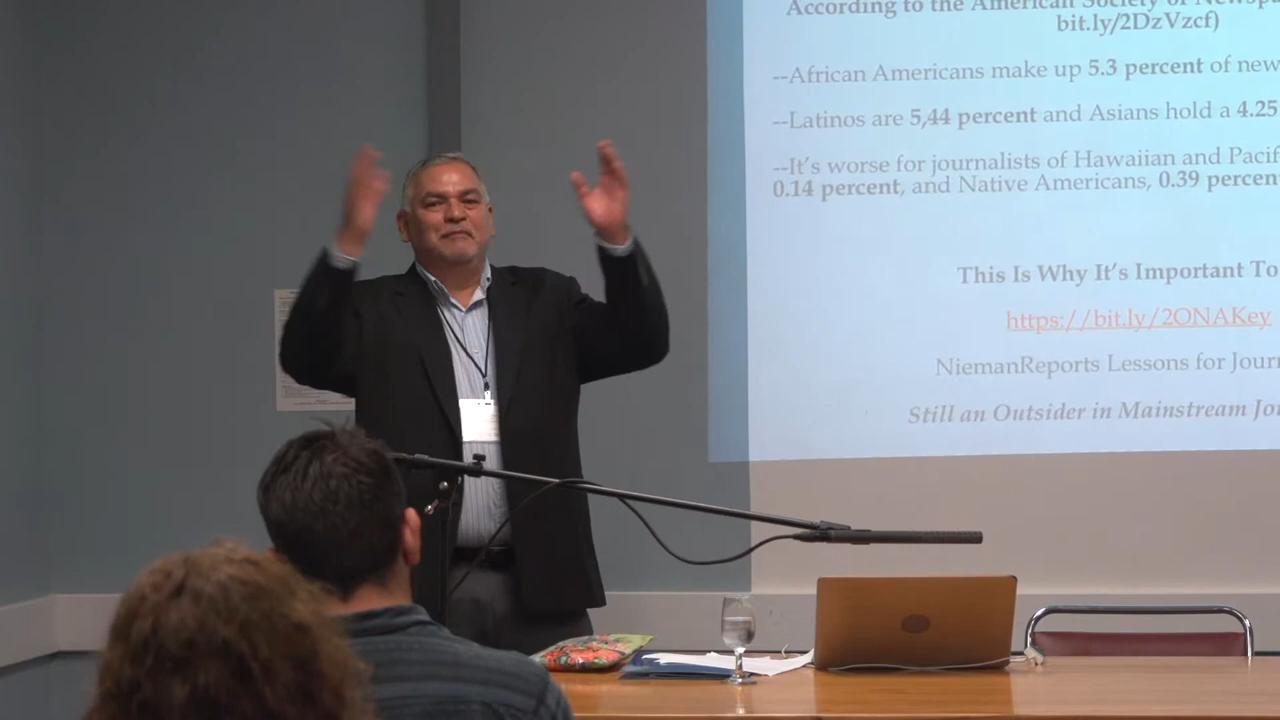 According to the American Society of Newspa
bit.ly/2DzVzcf)
--African Americans make up 5.3 percent of new
--Latinos are 5,44 percent and Asians hold a 4.25
--It's worse for journalists of Hawaiian and Pacif
0.14 percent, and Native Americans, 0.39 percen
This Is Why It's Important To
https://bit.ly/2ONAKey
NiemanReports Lessons for Jour
Still an Outsider in Mainstream Jo